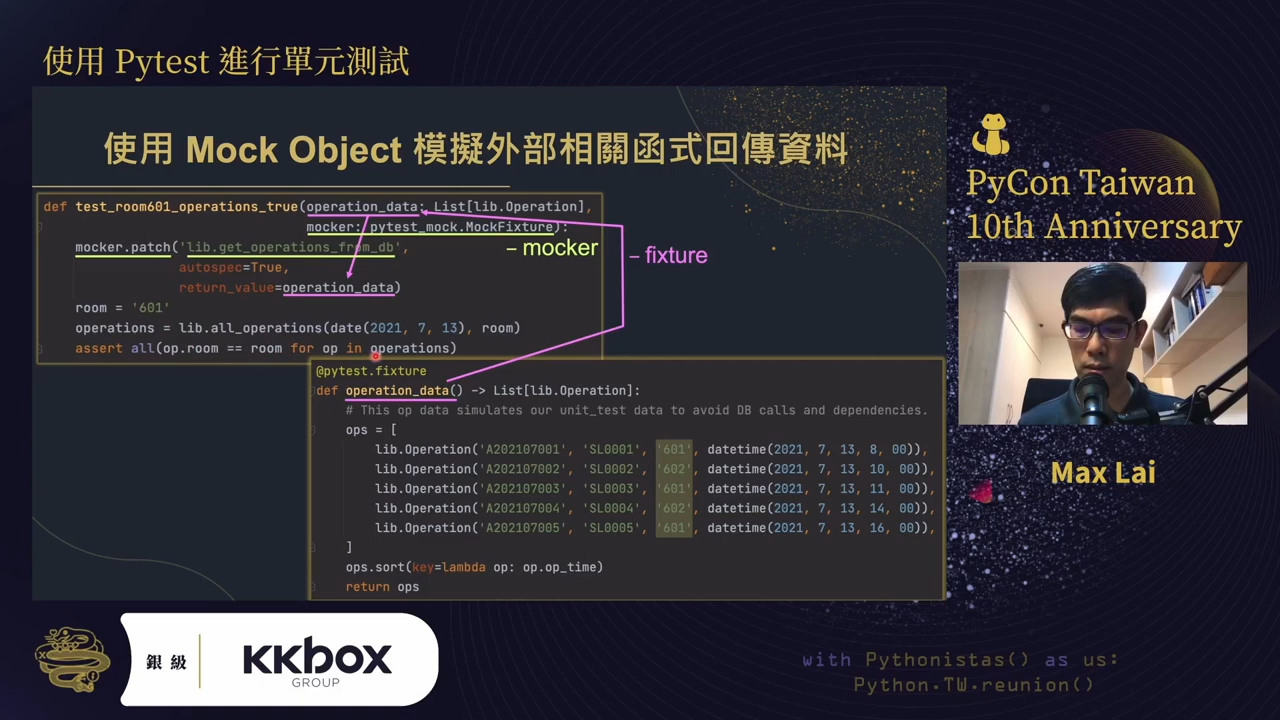 使用 Pytest 進行單元測試
使用 Mock Object 模擬外部相關函式回傳資料
def test_room601_operations_true(operation_data: List[lib.Operation],
mocker: pytest_mock.MockFixture):
mocker.patch('lib.get_operations_from_db',
– mocker
– fixture
autospec=True,
return_value=operation_data)
room = '601'
operations = lib.all_operations(date(2021, 7, 13), room)
assert all(op.room == room for op in operations)
@pytest.fixture
def operation_data() -> List[lib.Operation]:
# This op data simulates our unit_test data to avoid DB calls and dependencies.
ops = [
lib.Operation('A202107001', 'SL0001', '601', datetime(2021, 7, 13, 8, 00)),
lib.Operation('A202107002', 'SL0002', '602', datetime(2021, 7, 13, 10, 00)),
lib.Operation('A202107003', 'SL0003', '601', datetime(2021, 7, 13, 11, 00)),
lib.Operation('A202107004', 'SL0004', '602', datetime(2021, 7, 13, 14, 00)),
lib.Operation('A202107005', 'SL0005', '601', datetime(2021, 7, 13, 16, 00)),
]
ops.sort(key=lambda op: op.op_time)
return ops
PyCon Taiwan
10th Anniversary
Max Lai
銀級
KKBOX
GROUP
with Pythonistas() as us:
Python.TW.reunion()